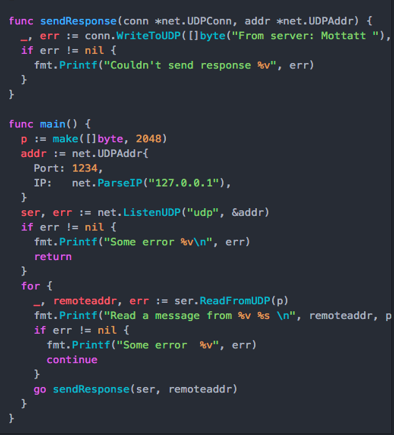 func sendResponse(conn *net.UDPConn, addr *net.UDPAddr) {
  _, err := conn.WriteToUDP([]byte("From server: Mottatt "),
  if err != nil {
    fmt.Printf("Couldn't send response %v", err)
  }
}

func main() {
  p := make([]byte, 2048)
  addr := net.UDPAddr{
    Port: 1234,
    IP:   net.ParseIP("127.0.0.1"),
  }
  ser, err := net.ListenUDP("udp", &addr)
  if err != nil {
    fmt.Printf("Some error %v\n", err)
    return
  }
  for {
    _, remoteaddr, err := ser.ReadFromUDP(p)
    fmt.Printf("Read a message from %v %s \n", remoteaddr, p
    if err != nil {
      fmt.Printf("Some error  %v", err)
      continue
    }
    go sendResponse(ser, remoteaddr)
  }
}